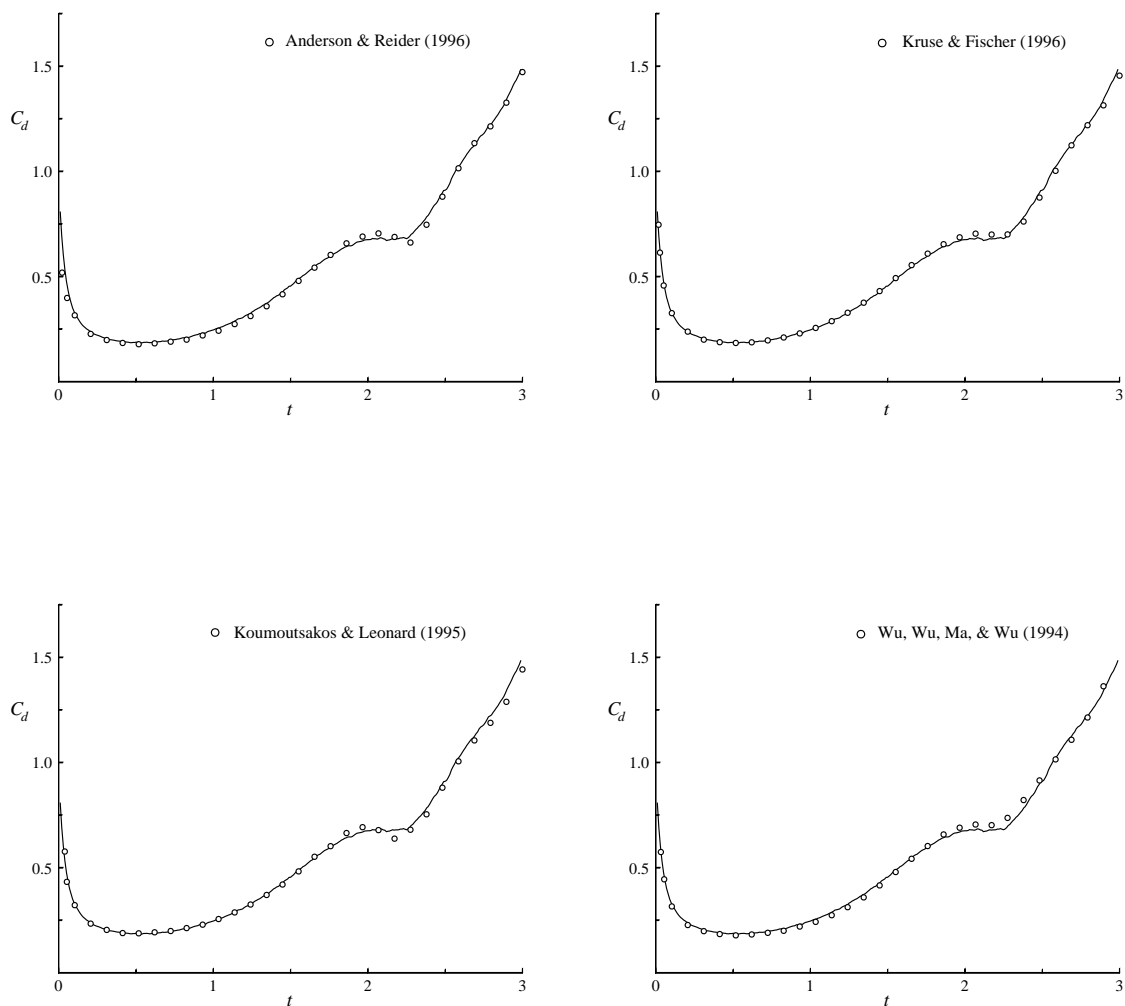 Anderson & Reider (1996)
1.5
C_d
1.0
0.5
0 1 2 3
t
Kruse & Fischer (1996)
1.5
C_d
1.0
0.5
0 1 2 3
t
Koumoutsakos & Leonard (1995)
1.5
C_d
1.0
0.5
0 1 2 3
t
Wu, Wu, Ma, & Wu (1994)
1.5
C_d
1.0
0.5
0 1 2 3
t